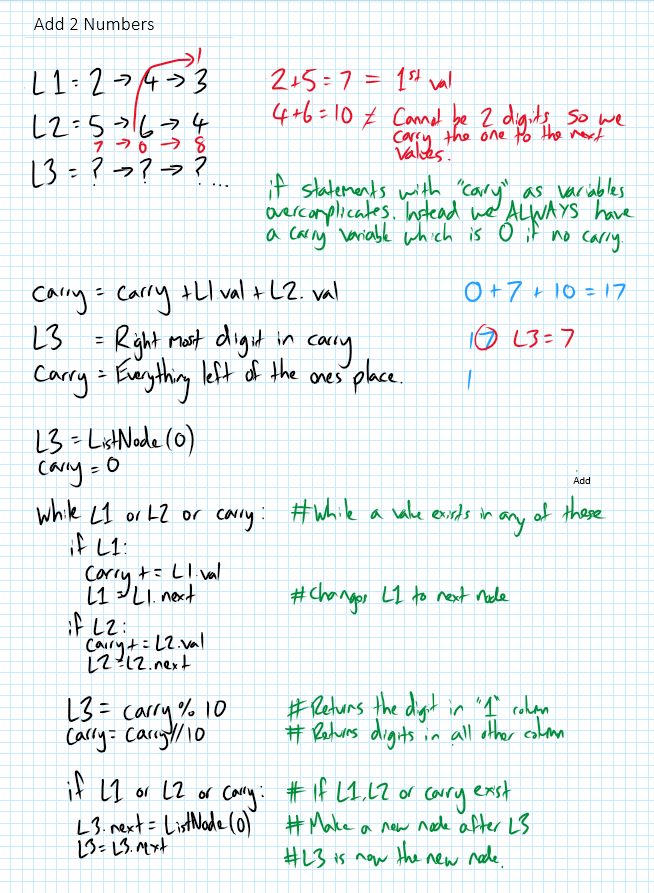 Add 2 Numbers
1
L1 = 2 → 4 → 3
2+5 = 7 = 1st val
L2 = 5 → 6 → 4
4+6 = 10 ≠ Cannot be 2 digits, so we
carry the one to the next
values.
7 → 0 → 8
L3 = ? → ? → ? ...
if statements with "carry" as variables
overcomplicates. Instead we ALWAYS have
a carry variable which is 0 if no carry.
Carry = Carry + L1 val + L2. val
0 + 7 + 10 = 17
L3 = Right most digit in carry
17 L3 = 7
Carry = Everything left of the ones place.
1
L3 = ListNode(0)
Carry = 0
Add
While L1 or L2 or carry:
#While a value exists in any of these
if L1:
Carry += L1.val
L1 = L1.next
#Changes L1 to next node
if L2:
Carry += L2.val
L2 = L2.next
L3 = carry % 10
# Returns the digit in "1" column
Carry = Carry//10
# Returns digits in all other column
if L1 or L2 or Carry:
# If L1, L2 or carry exist
L3.next = ListNode(0)
# Make a new node after L3
L3 = L3.next
#L3 is now the new node.